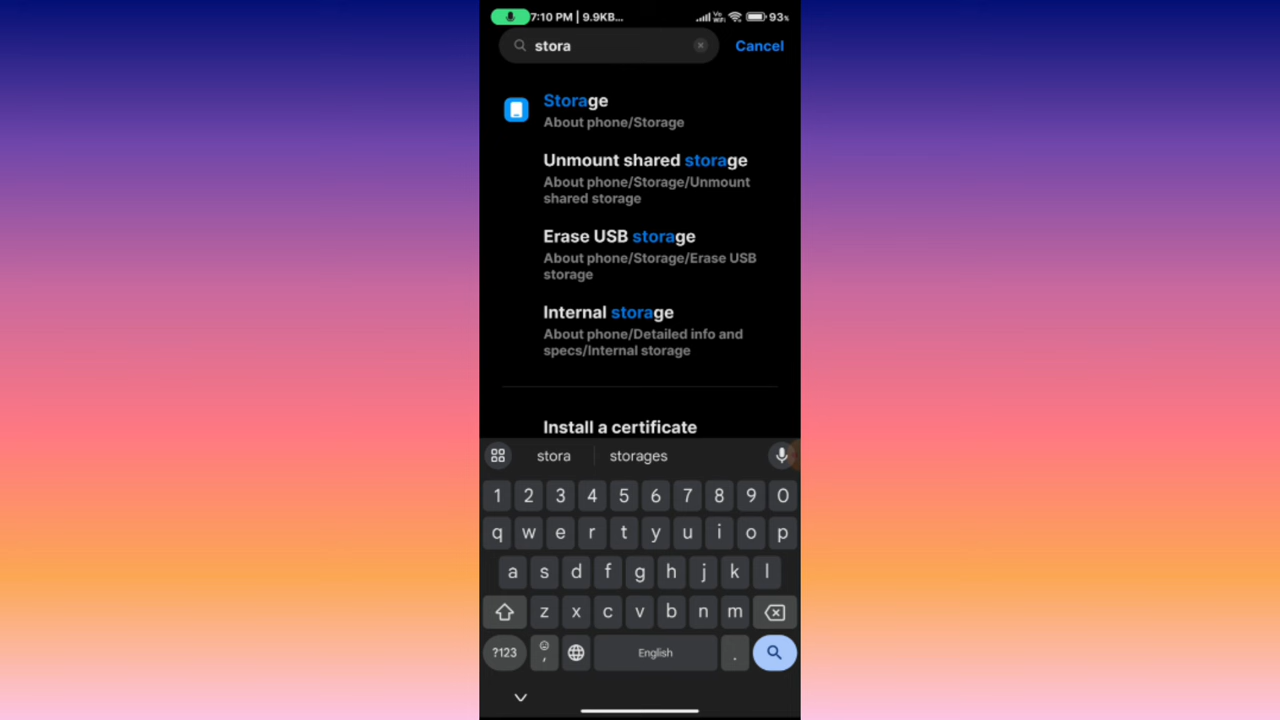 7:10 PM | 9.9KB... Vo WiFi 93%
stora Cancel
Storage
About phone/Storage
Unmount shared storage
About phone/Storage/Unmount
shared storage
Erase USB storage
About phone/Storage/Erase USB
storage
Internal storage
About phone/Detailed info and
specs/Internal storage
Install a certificate
stora storages
1 2 3 4 5 6 7 8 9 0
q w e r t y u i o p
a s d f g h j k l
z x c v b n m
?123 , English .